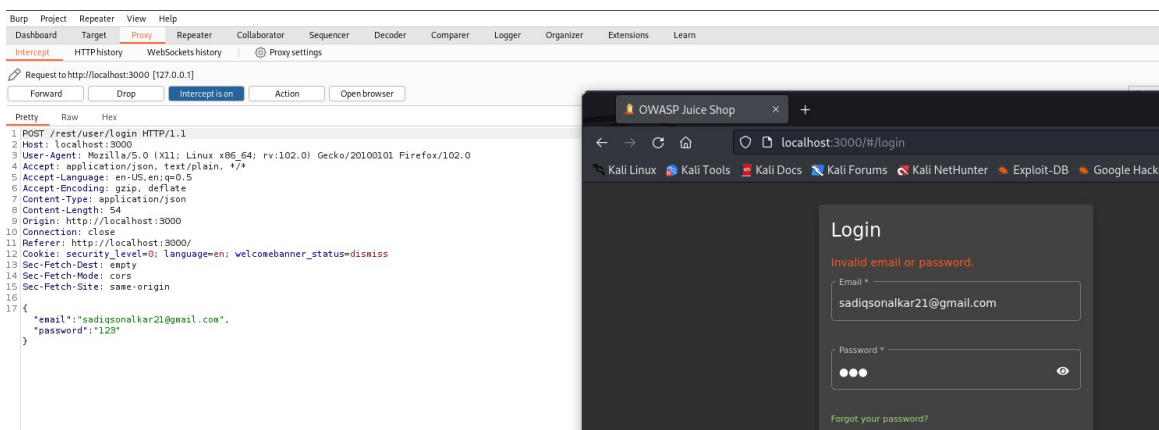 Burp Project Repeater View Help
Dashboard Target Proxy Repeater Collaborator Sequencer Decoder Comparer Logger Organizer Extensions Learn
Intercept HTTP history WebSockets history Proxy settings
Request to http://localhost:3000 [127.0.0.1]
Forward Drop Intercept is on Action Open browser
Pretty Raw Hex
1 POST /rest/user/login HTTP/1.1
2 Host: localhost:3000
3 User-Agent: Mozilla/5.0 (X11; Linux x86_64; rv:102.0) Gecko/20100101 Firefox/102.0
4 Accept: application/json, text/plain, */*
5 Accept-Language: en-US,en;q=0.5
6 Accept-Encoding: gzip, deflate
7 Content-Type: application/json
8 Content-Length: 54
9 Origin: http://localhost:3000
10 Connection: close
11 Referer: http://localhost:3000/
12 Cookie: security_level=0; language=en; welcomebanner_status=dismiss
13 Sec-Fetch-Dest: empty
14 Sec-Fetch-Mode: cors
15 Sec-Fetch-Site: same-origin
16
17 {
"email":"sadiqsonalkar21@gmail.com",
"password":"123"
}
OWASP Juice Shop
localhost:3000/#/login
Kali Linux Kali Tools Kali Docs Kali Forums Kali NetHunter Exploit-DB Google Hack
Login
Invalid email or password.
Email *
sadiqsonalkar21@gmail.com
Password *
●●●
Forgot your password?